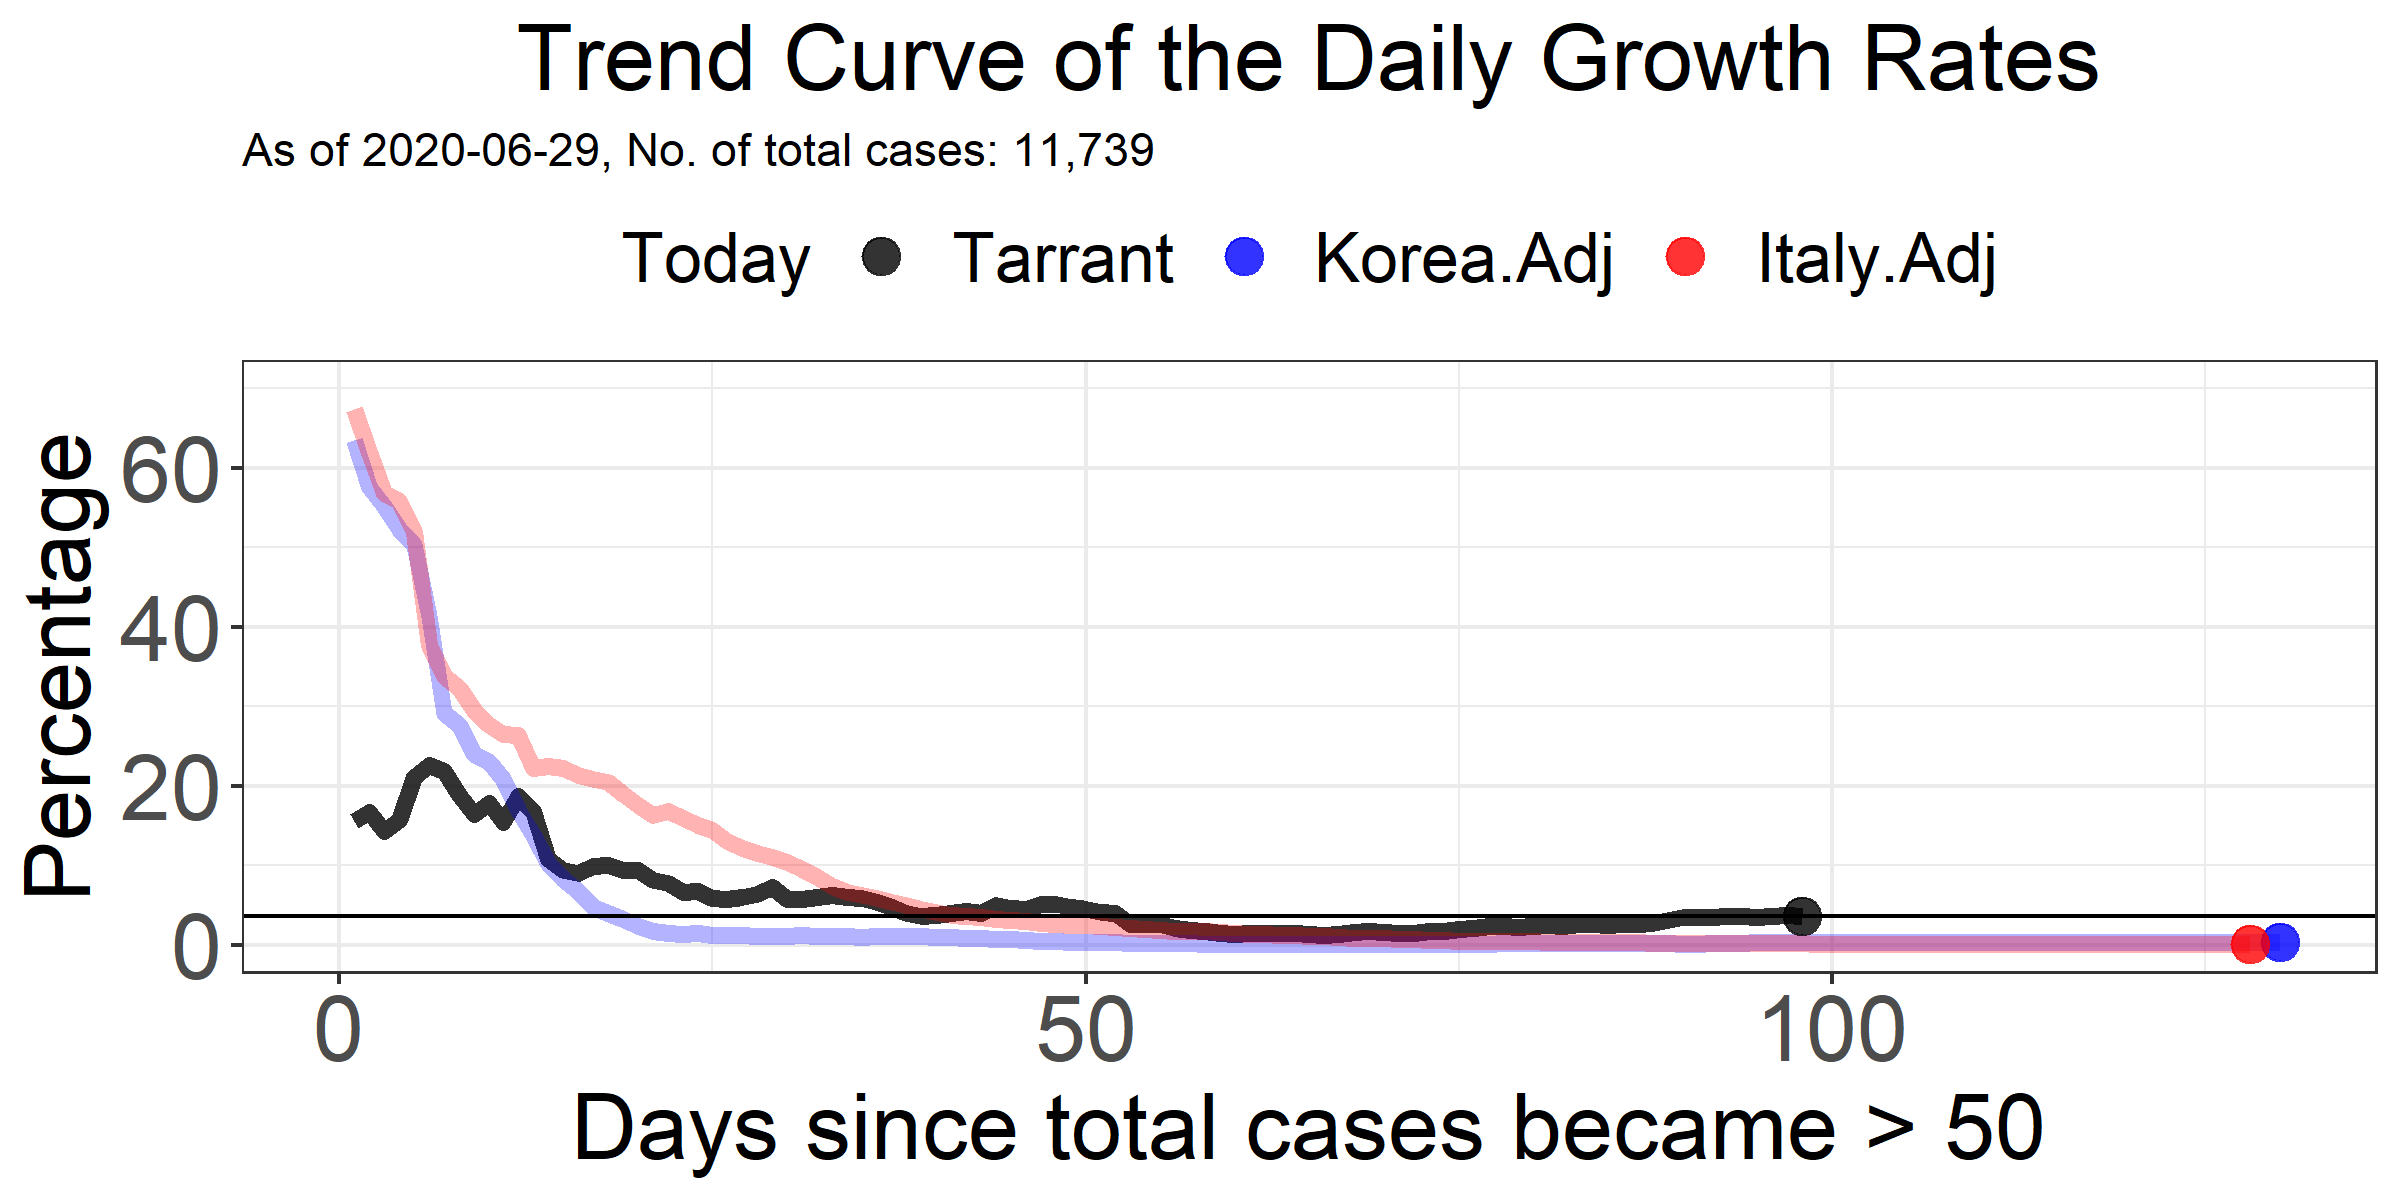 Trend Curve of the Daily Growth Rates
As of 2020-06-29, No. of total cases: 11,739
Today Tarrant Korea.Adj Italy.Adj
Percentage
60
40
20
0
0 50 100
Days since total cases became > 50